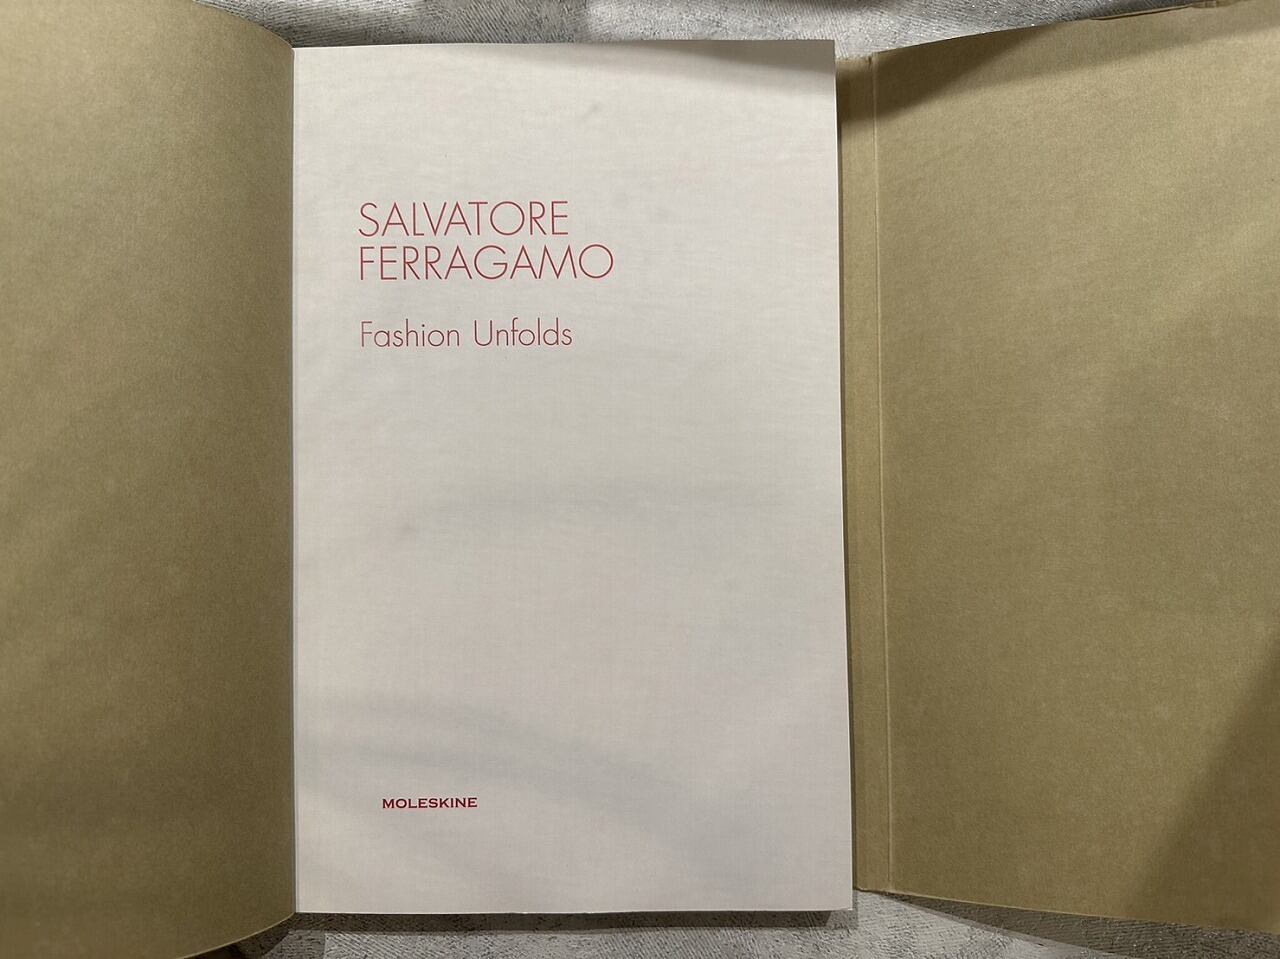 SALVATORE
FERRAGAMO
Fashion Unfolds
MOLESKINE